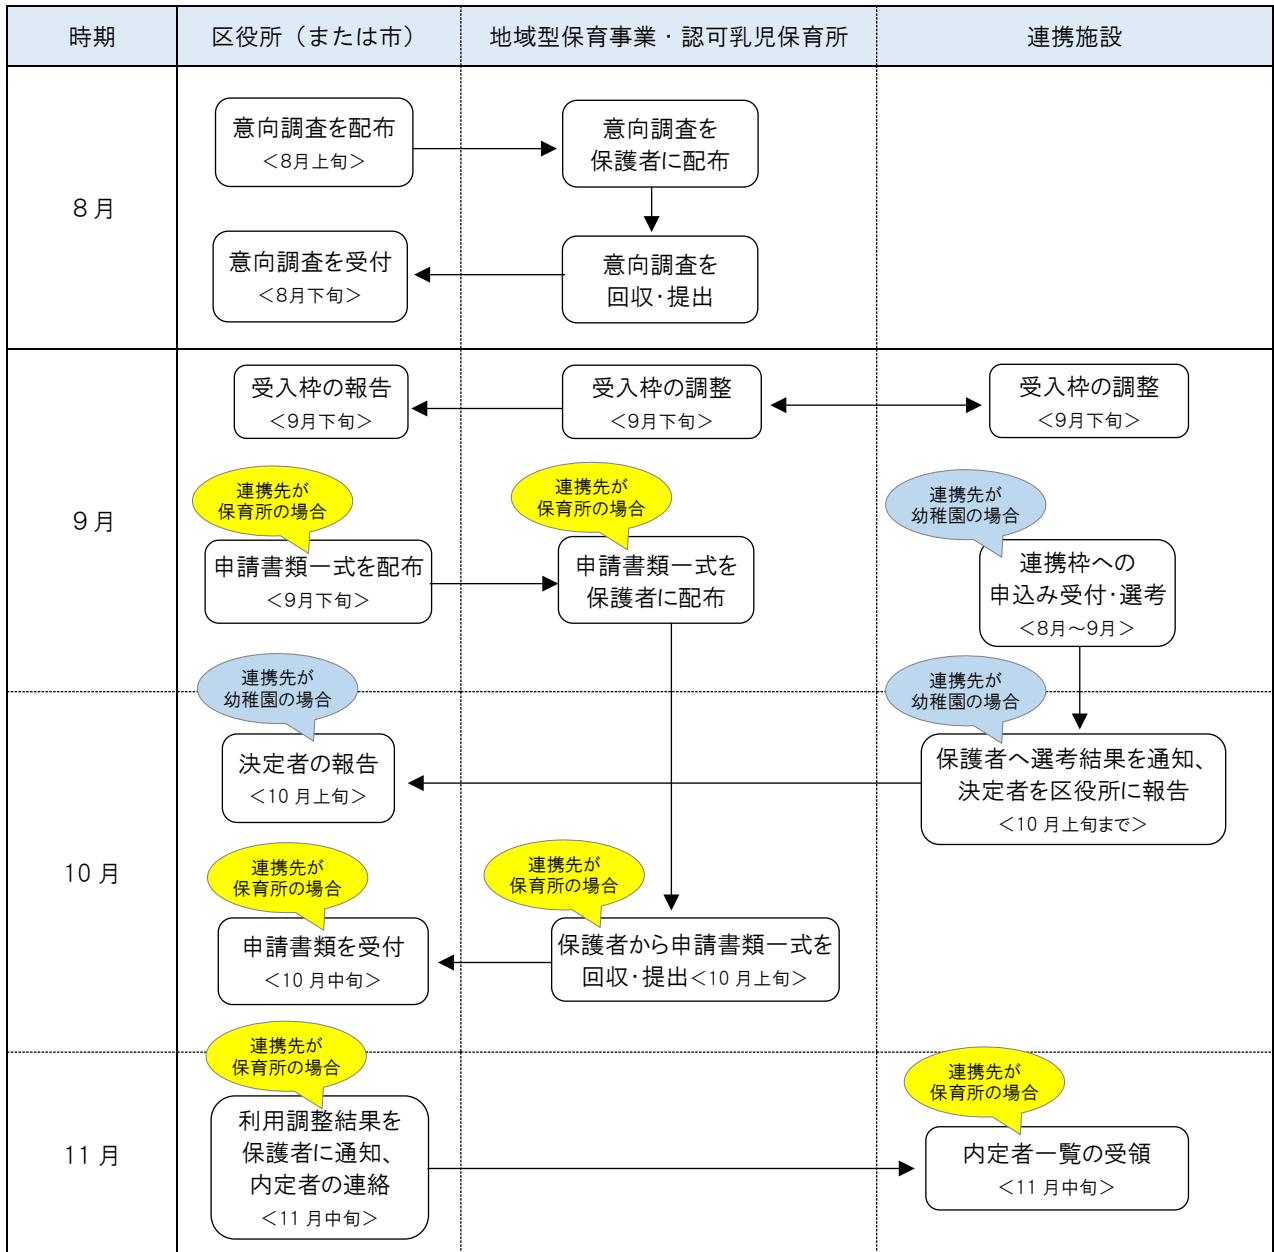 時期
区役所（または市）
地域型保育事業・認可乳児保育所
連携施設
8月
意向調査を配布
＜8月上旬＞
意向調査を
保護者に配布
意向調査を受付
＜8月下旬＞
意向調査を
回収・提出
9月
受入枠の報告
＜9月下旬＞
受入枠の調整
＜9月下旬＞
受入枠の調整
＜9月下旬＞
連携先が
保育所の場合
申請書類一式を配布
＜9月下旬＞
連携先が
保育所の場合
申請書類一式を
保護者に配布
連携先が
幼稚園の場合
連携枠への
申込み受付・選考
＜8月～9月＞
10月
連携先が
幼稚園の場合
決定者の報告
＜10月上旬＞
連携先が
幼稚園の場合
保護者へ選考結果を通知、
決定者を区役所に報告
＜10月上旬まで＞
連携先が
保育所の場合
申請書類を受付
＜10月中旬＞
連携先が
保育所の場合
保護者から申請書類一式を
回収・提出＜10月上旬＞
11月
連携先が
保育所の場合
利用調整結果を
保護者に通知、
内定者の連絡
＜11月中旬＞
連携先が
保育所の場合
内定者一覧の受領
＜11月中旬＞